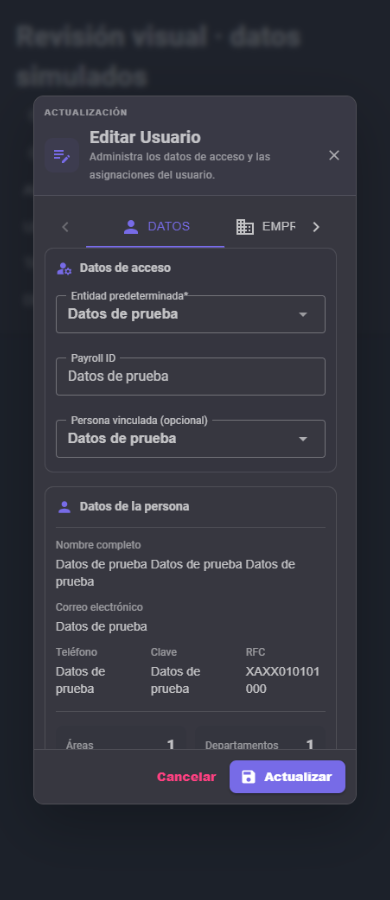 Revisión visual - datos
simulados
ACTUALIZACIÓN
Editar Usuario
Administra los datos de acceso y las
asignaciones del usuario.
DATOS
EMPR
Datos de acceso
Entidad predeterminada*
Datos de prueba
Payroll ID
Datos de prueba
Persona vinculada (opcional)
Datos de prueba
Datos de la persona
Nombre completo
Datos de prueba Datos de prueba Datos de
prueba
Correo electrónico
Datos de prueba
Teléfono Clave RFC
Datos de Datos de XAXX010101
prueba prueba 000
Áreas 1 Departamentos 1
Cancelar Actualizar